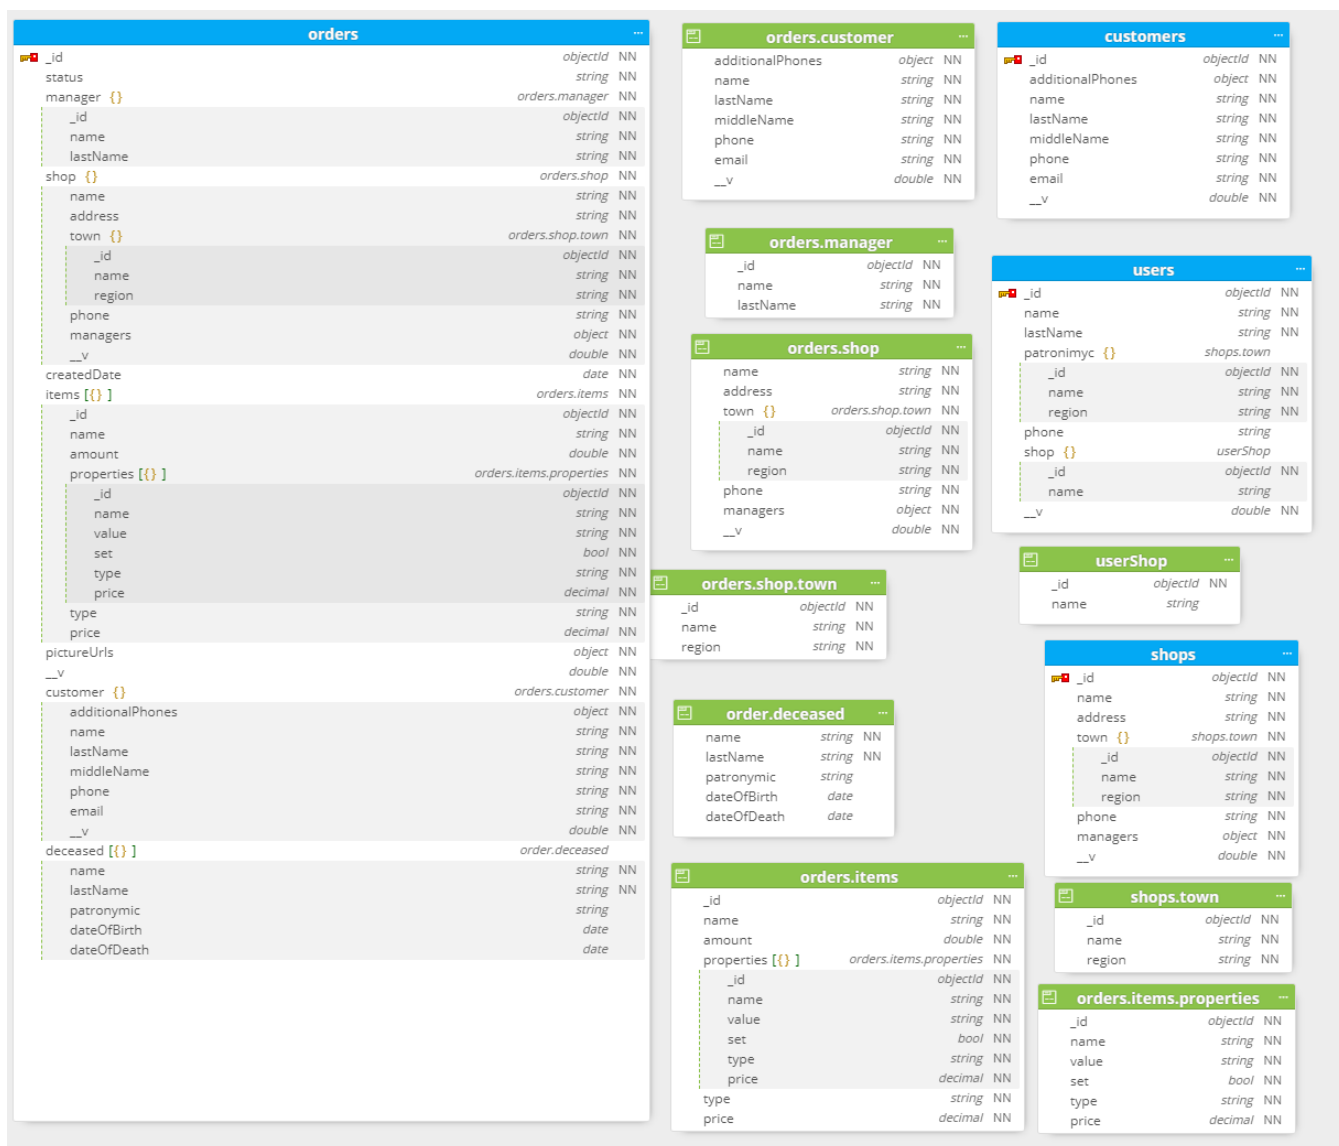 orders ...
_id objectId NN
status string NN
manager {} orders.manager NN
_id objectId NN
name string NN
lastName string NN
shop {} orders.shop NN
name string NN
address string NN
town {} orders.shop.town NN
_id objectId NN
name string NN
region string NN
phone string NN
managers object NN
__v double NN
createdDate date NN
items [{} ] orders.items NN
_id objectId NN
name string NN
amount double NN
properties [{} ] orders.items.properties NN
_id objectId NN
name string NN
value string NN
set bool NN
type string NN
price decimal NN
type string NN
price decimal NN
pictureUrls object NN
__v double NN
customer {} orders.customer NN
additionalPhones object NN
name string NN
lastName string NN
middleName string NN
phone string NN
email string NN
__v double NN
deceased [{} ] order.deceased
name string NN
lastName string NN
patronymic string
dateOfBirth date
dateOfDeath date
orders.customer ...
additionalPhones object NN
name string NN
lastName string NN
middleName string NN
phone string NN
email string NN
__v double NN
customers ...
_id objectId NN
additionalPhones object NN
name string NN
lastName string NN
middleName string NN
phone string NN
email string NN
__v double NN
orders.manager ...
_id objectId NN
name string NN
lastName string NN
users ...
_id objectId NN
name string NN
lastName string NN
patronimyc {} shops.town
_id objectId NN
name string NN
region string NN
phone string
shop {} userShop
_id objectId NN
name string
__v double NN
orders.shop ...
name string NN
address string NN
town {} orders.shop.town NN
_id objectId NN
name string NN
region string NN
phone string NN
managers object NN
__v double NN
userShop ...
_id objectId NN
name string
orders.shop.town ...
_id objectId NN
name string NN
region string NN
shops ...
_id objectId NN
name string NN
address string NN
town {} shops.town NN
_id objectId NN
name string NN
region string NN
phone string NN
managers object NN
__v double NN
order.deceased ...
name string NN
lastName string NN
patronymic string
dateOfBirth date
dateOfDeath date
orders.items ...
_id objectId NN
name string NN
amount double NN
properties [{} ] orders.items.properties NN
_id objectId NN
name string NN
value string NN
set bool NN
type string NN
price decimal NN
type string NN
price decimal NN
shops.town ...
_id objectId NN
name string NN
region string NN
orders.items.properties ...
_id objectId NN
name string NN
value string NN
set bool NN
type string NN
price decimal NN